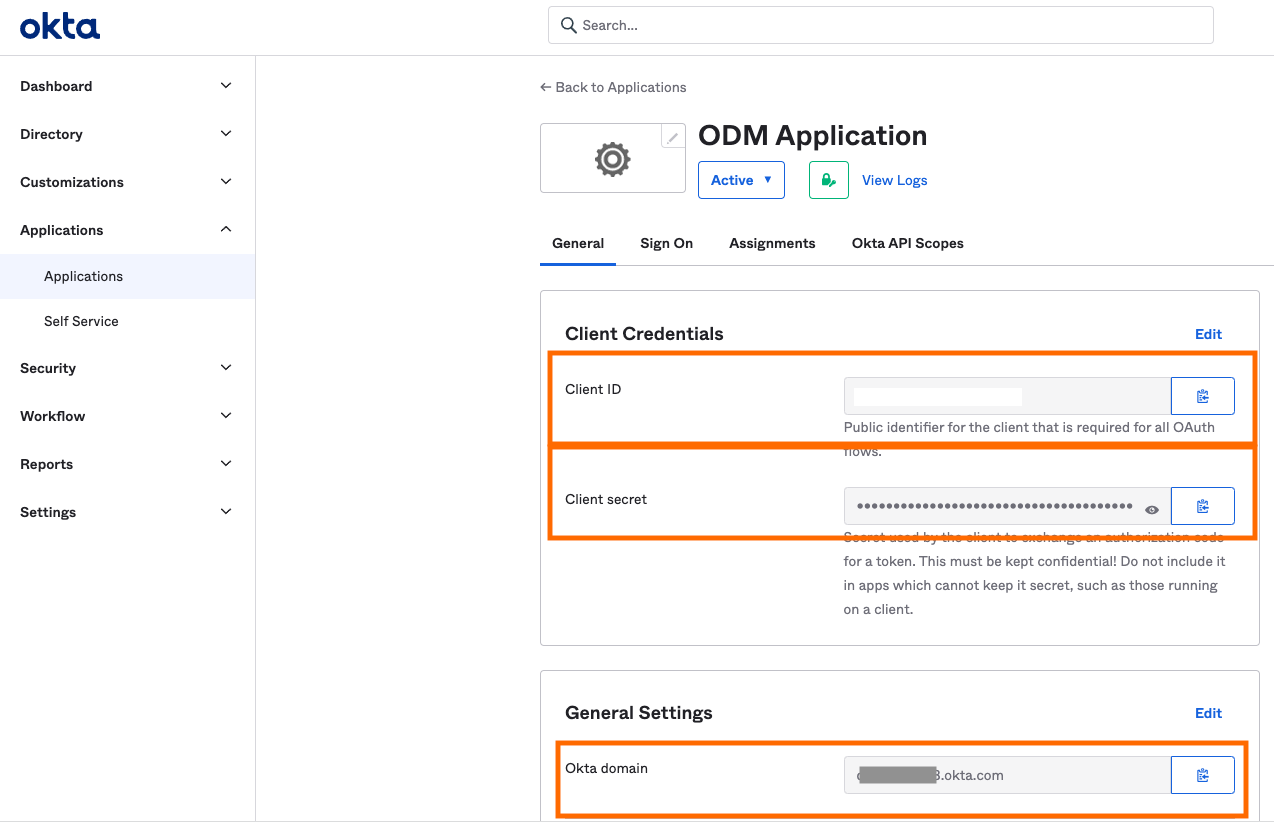 okta
Search...
Dashboard
Directory
Customizations
Applications
Applications
Self Service
Security
Workflow
Reports
Settings
← Back to Applications
ODM Application
Active ▼
View Logs
General Sign On Assignments Okta API Scopes
Client Credentials Edit
Client ID
Public identifier for the client that is required for all OAuth
flows.
Client secret
••••••••••••••••••••••••••••••••••••••
Secret used by the client to exchange an authorization code
for a token. This must be kept confidential! Do not include it
in apps which cannot keep it secret, such as those running
on a client.
General Settings Edit
Okta domain
.okta.com